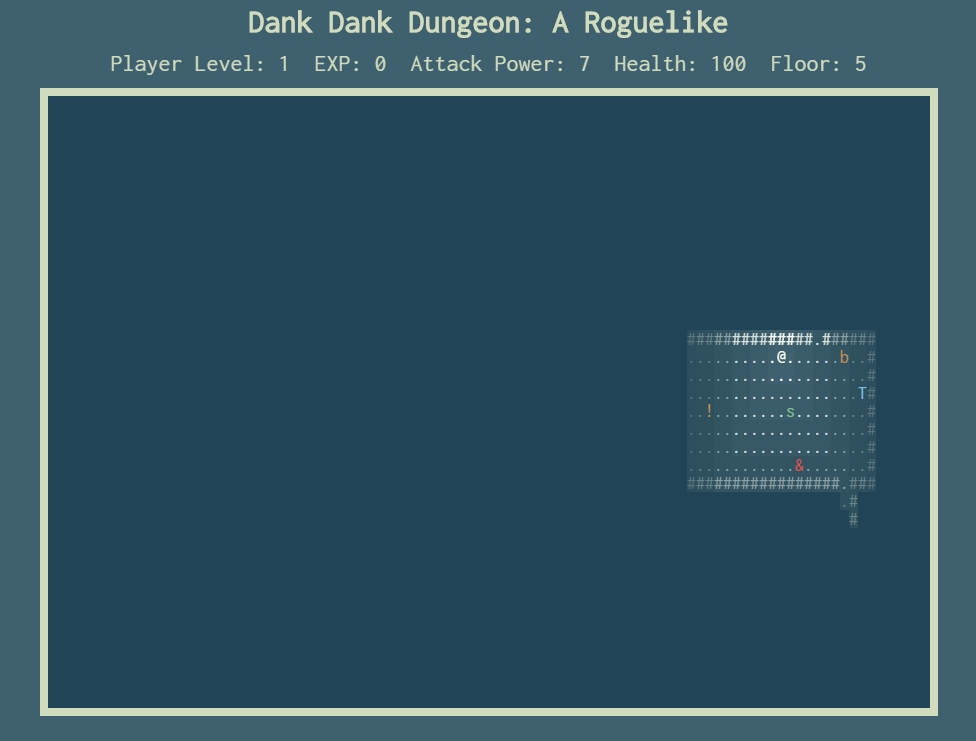 Dank Dank Dungeon: A Roguelike
Player Level: 1  EXP: 0  Attack Power: 7  Health: 100  Floor: 5
##############.######
..........@......b..#
....................#
...................T#
..!........s........#
....................#
....................#
............&.......#
#################.###
.#
#